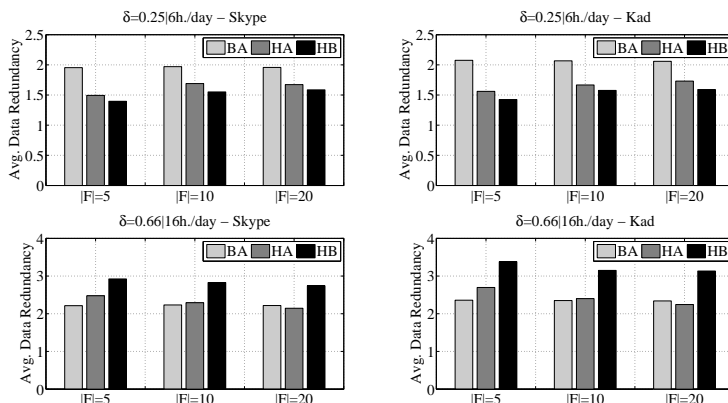 δ=0.25|6h./day – Skype
BA HA HB
Avg. Data Redundancy
2.5
2
1.5
1
0.5
0
|F|=5 |F|=10 |F|=20
δ=0.25|6h./day – Kad
BA HA HB
Avg. Data Redundancy
2.5
2
1.5
1
0.5
0
|F|=5 |F|=10 |F|=20
δ=0.66|16h./day – Skype
BA HA HB
Avg. Data Redundancy
4
3
2
1
0
|F|=5 |F|=10 |F|=20
δ=0.66|16h./day – Kad
BA HA HB
Avg. Data Redundancy
4
3
2
1
0
|F|=5 |F|=10 |F|=20